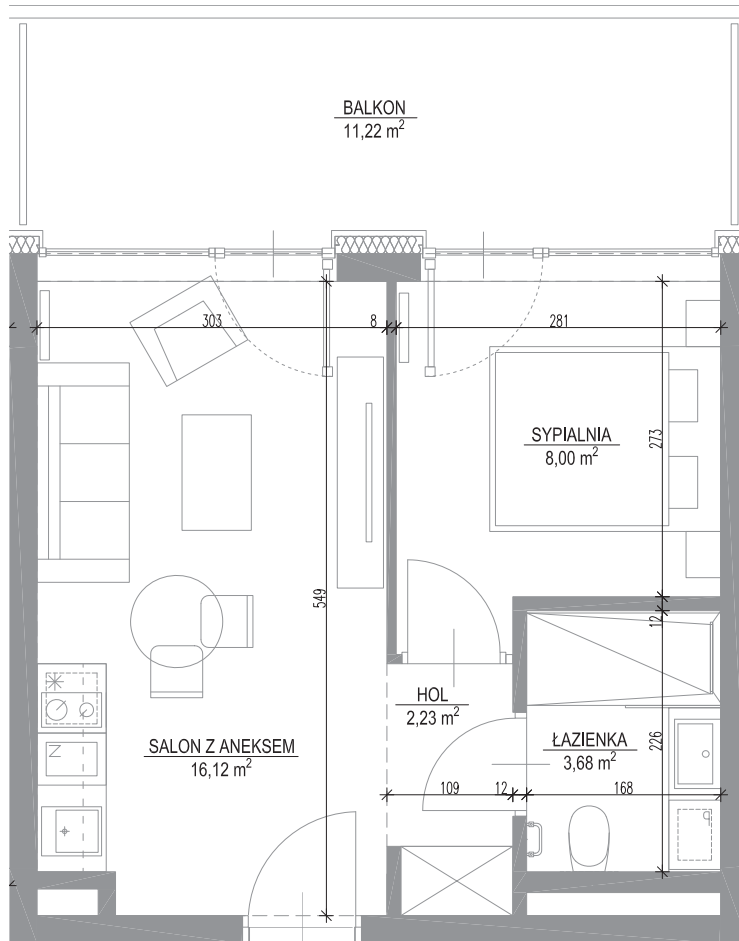 BALKON
11,22 m²
303
8
281
SYPIALNIA
8,00 m²
273
549
12
HOL
2,23 m²
SALON Z ANEKSEM
16,12 m²
ŁAZIENKA
3,68 m²
226
109
12
168
Z